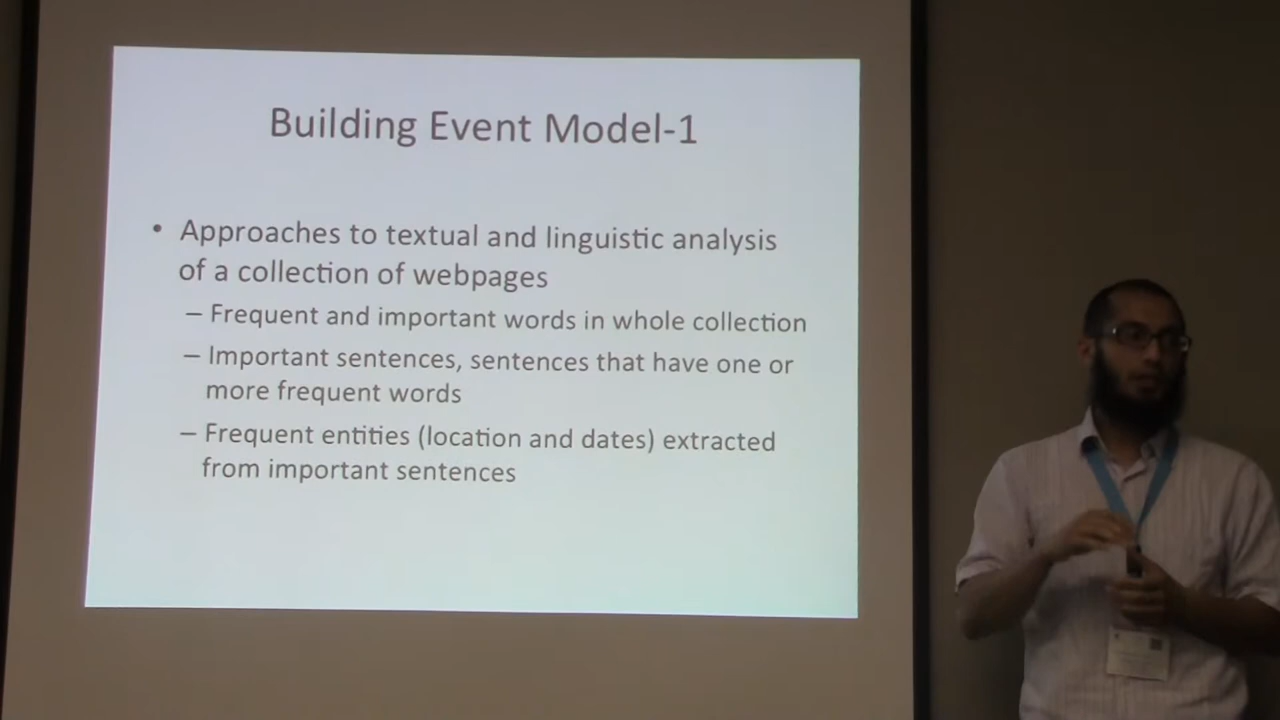 Building Event Model-1
• Approaches to textual and linguistic analysis
of a collection of webpages
– Frequent and important words in whole collection
– Important sentences, sentences that have one or
more frequent words
– Frequent entities (location and dates) extracted
from important sentences